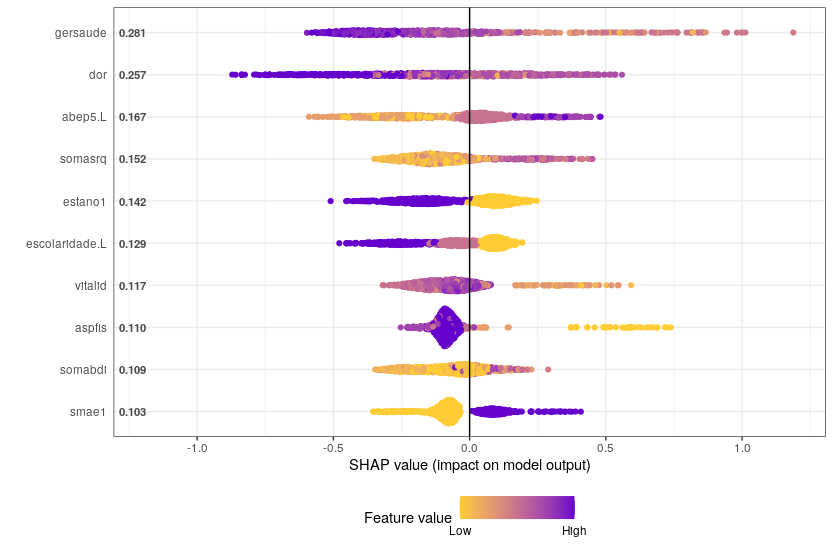 gersaude 0.281
dor 0.257
abep5.L 0.167
somasrq 0.152
estano1 0.142
escolaridade.L 0.129
vitalid 0.117
aspfis 0.110
somabdi 0.109
smae1 0.103
-1.0 -0.5 0.0 0.5 1.0
SHAP value (impact on model output)
Feature value
Low High